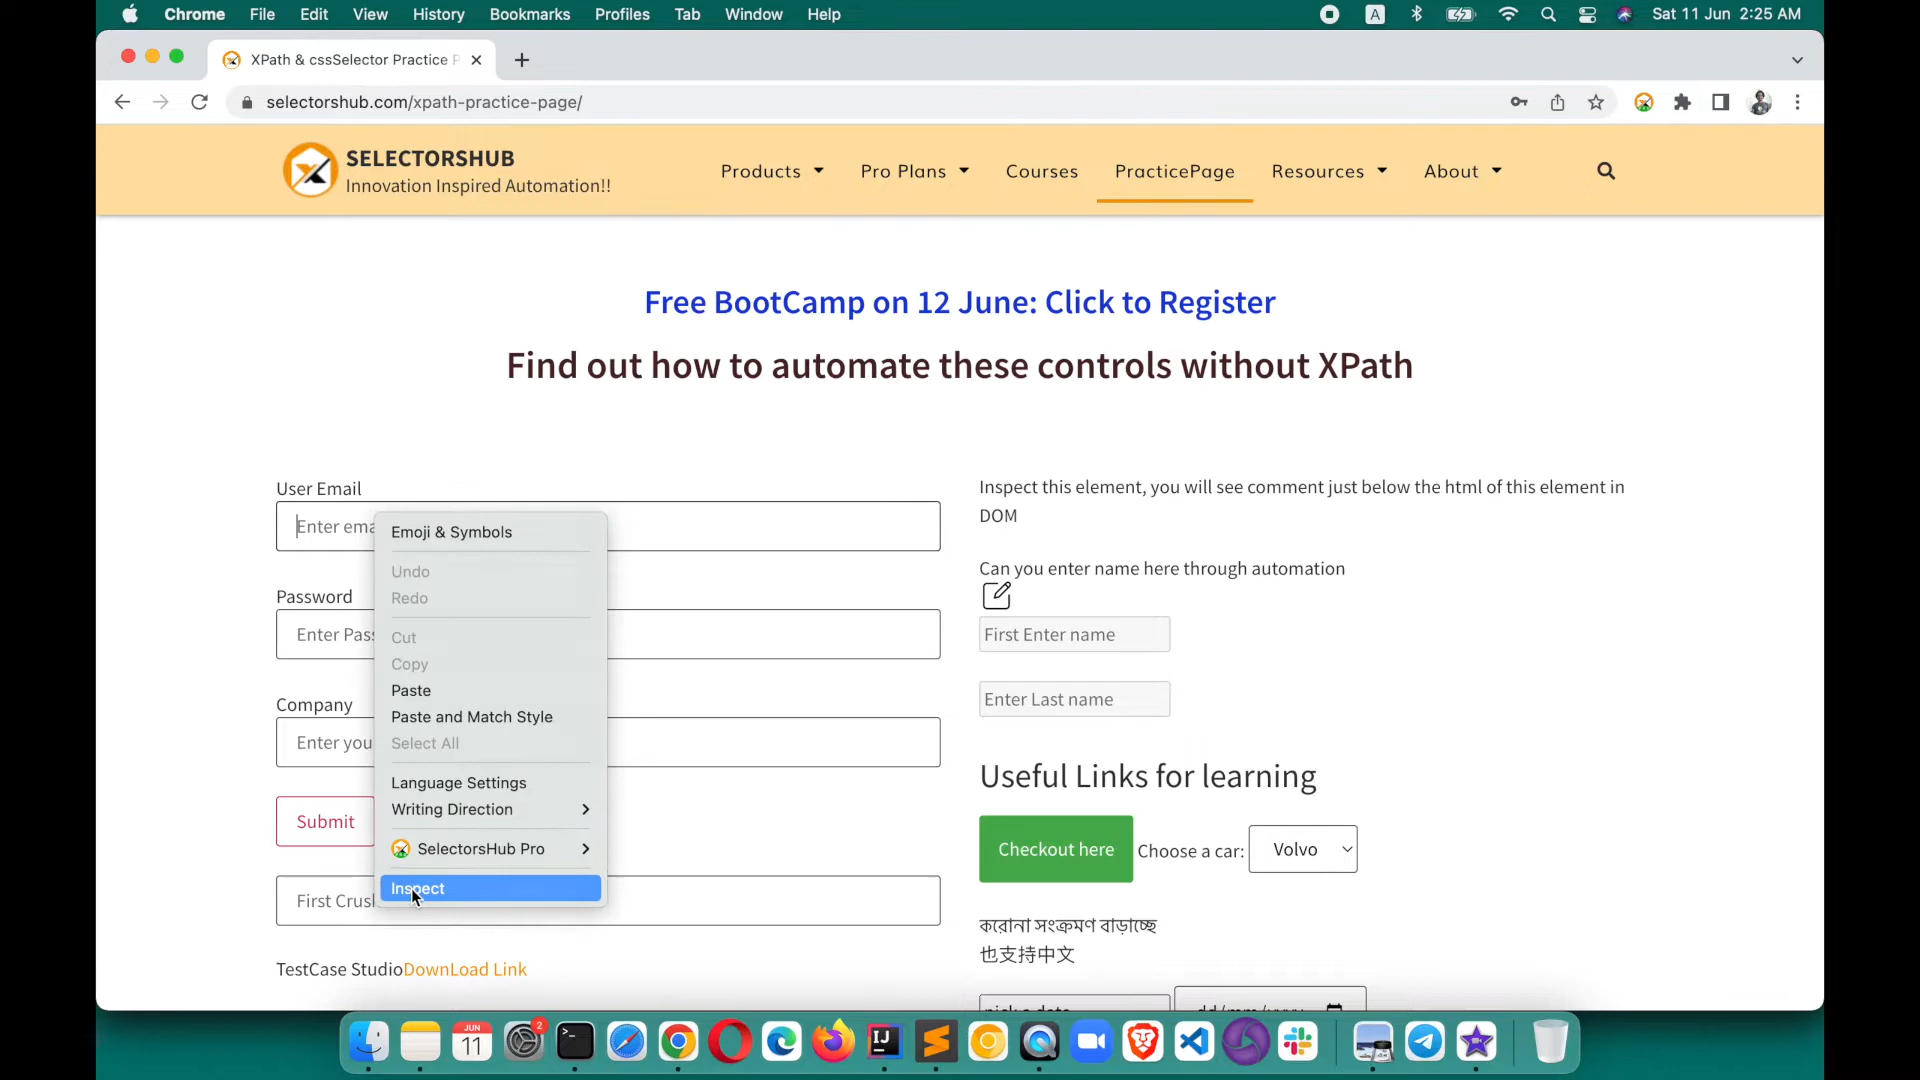 Chrome File Edit View History Bookmarks Profiles Tab Window Help
A
Sat 11 Jun 2:25 AM
XPath & cssSelector Practice P
selectorshub.com/xpath-practice-page/
SELECTORSHUB
Innovation Inspired Automation!!
Products Pro Plans Courses PracticePage Resources About
Free BootCamp on 12 June: Click to Register
Find out how to automate these controls without XPath
User Email
Enter ema
Password
Enter Pas
Company
Enter you
Submit
First Crus
TestCase StudioDownLoad Link
Emoji & Symbols
Undo
Redo
Cut
Copy
Paste
Paste and Match Style
Select All
Language Settings
Writing Direction
SelectorsHub Pro
Inspect
Inspect this element, you will see comment just below the html of this element in
DOM
Can you enter name here through automation
First Enter name
Enter Last name
Useful Links for learning
Checkout here
Choose a car:
Volvo
করোনা সংক্রমণ বাড়াচ্ছে
也支持中文
JUN
11
2
IJ